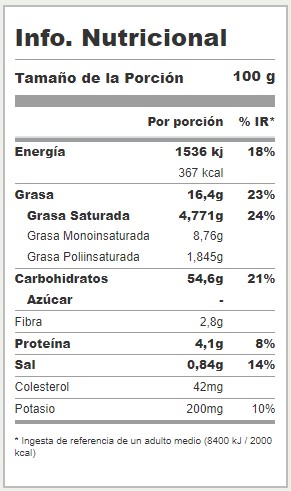 Info. Nutricional
Tamaño de la Porción 100 g
Por porción % IR*
Energía 1536 kj 18%
367 kcal
Grasa 16,4g 23%
Grasa Saturada 4,771g 24%
Grasa Monoinsaturada 8,76g
Grasa Poliinsaturada 1,845g
Carbohidratos 54,6g 21%
Azúcar -
Fibra 2,8g
Proteína 4,1g 8%
Sal 0,84g 14%
Colesterol 42mg
Potasio 200mg 10%
* Ingesta de referencia de un adulto medio (8400 kJ / 2000
kcal)